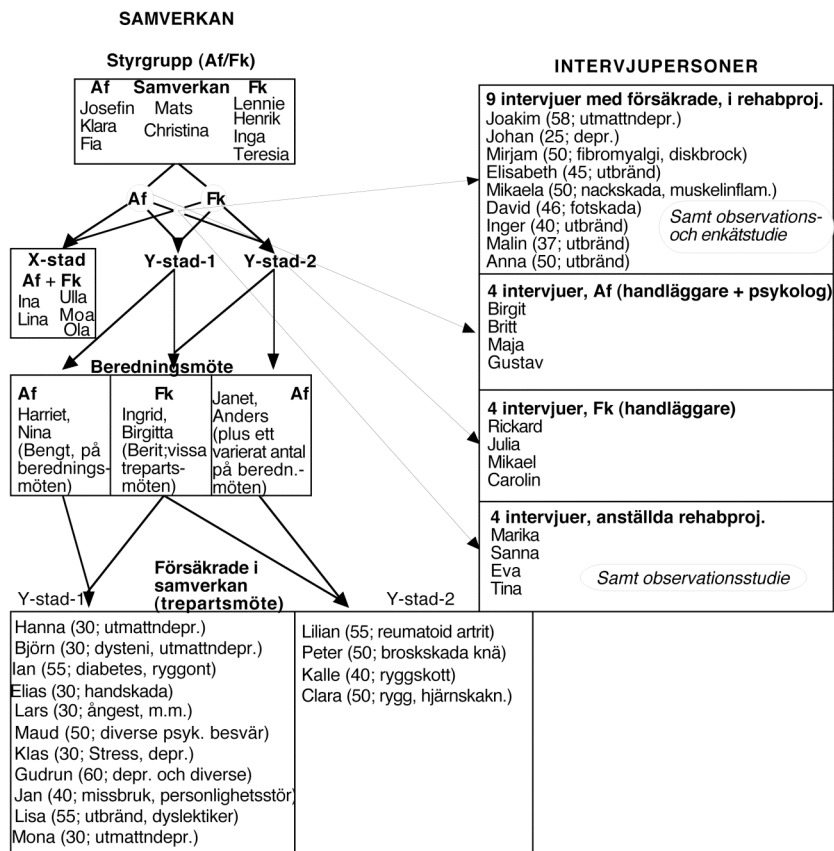 SAMVERKAN
Styrgrupp (Af/Fk)
Af Samverkan Fk
Josefin
Klara
Fia
Mats
Christina
Lennie
Henrik
Inga
Teresia
Af
Fk
X-stad
Af + Fk
Ina
Lina
Ulla
Moa
Ola
Y-stad-1
Y-stad-2
Beredningsmöte
Af
Harriet,
Nina
(Bengt, på
berednings-
möten)
Fk
Ingrid,
Birgitta
(Berit;vissa
treparts-
möten)
Af
Janet,
Anders
(plus ett
varierat antal
på beredn.-
möten)
Försäkrade i
samverkan
(trepartsmöte)
Y-stad-1
Y-stad-2
Hanna (30; utmattndepr.)
Björn (30; dysteni, utmattndepr.)
Ian (55; diabetes, ryggont)
Elias (30; handskada)
Lars (30; ångest, m.m.)
Maud (50; diverse psyk. besvär)
Klas (30; Stress, depr.)
Gudrun (60; depr. och diverse)
Jan (40; missbruk, personlighetsstör)
Lisa (55; utbränd, dyslektiker)
Mona (30; utmattndepr.)
Lilian (55; reumatoid artrit)
Peter (50; broskskada knä)
Kalle (40; ryggskott)
Clara (50; rygg, hjärnskakn.)
INTERVJUPERSONER
9 intervjuer med försäkrade, i rehabproj.
Joakim (58; utmattndepr.)
Johan (25; depr.)
Mirjam (50; fibromyalgi, diskbrock)
Elisabeth (45; utbränd)
Mikaela (50; nackskada, muskelinflam.)
David (46; fotskada)
Inger (40; utbränd)
Malin (37; utbränd)
Anna (50; utbränd)
Samt observations-
och enkätstudie
4 intervjuer, Af (handläggare + psykolog)
Birgit
Britt
Maja
Gustav
4 intervjuer, Fk (handläggare)
Rickard
Julia
Mikael
Carolin
4 intervjuer, anställda rehabproj.
Marika
Sanna
Eva
Tina
Samt observationsstudie